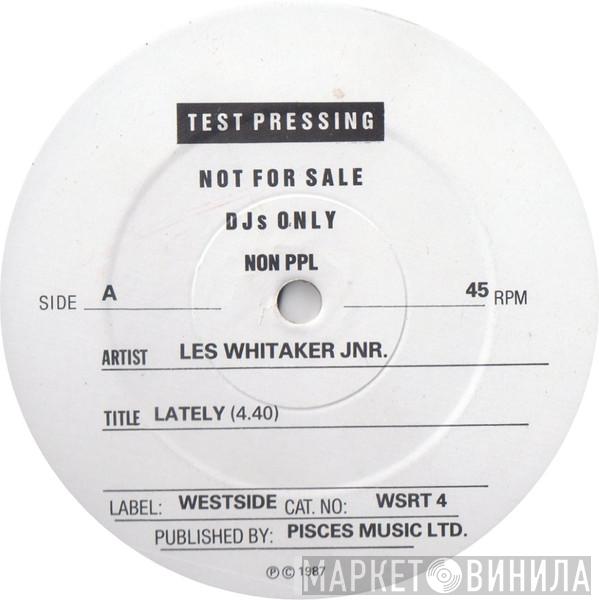 TEST PRESSING
NOT FOR SALE
DJs ONLY
NON PPL
SIDE A 45 RPM
ARTIST LES WHITAKER JNR.
TITLE LATELY (4.40)
LABEL: WESTSIDE CAT. NO: WSRT 4
PUBLISHED BY: PISCES MUSIC LTD.
℗ © 1987
МАРКЕТ ВИНИЛА